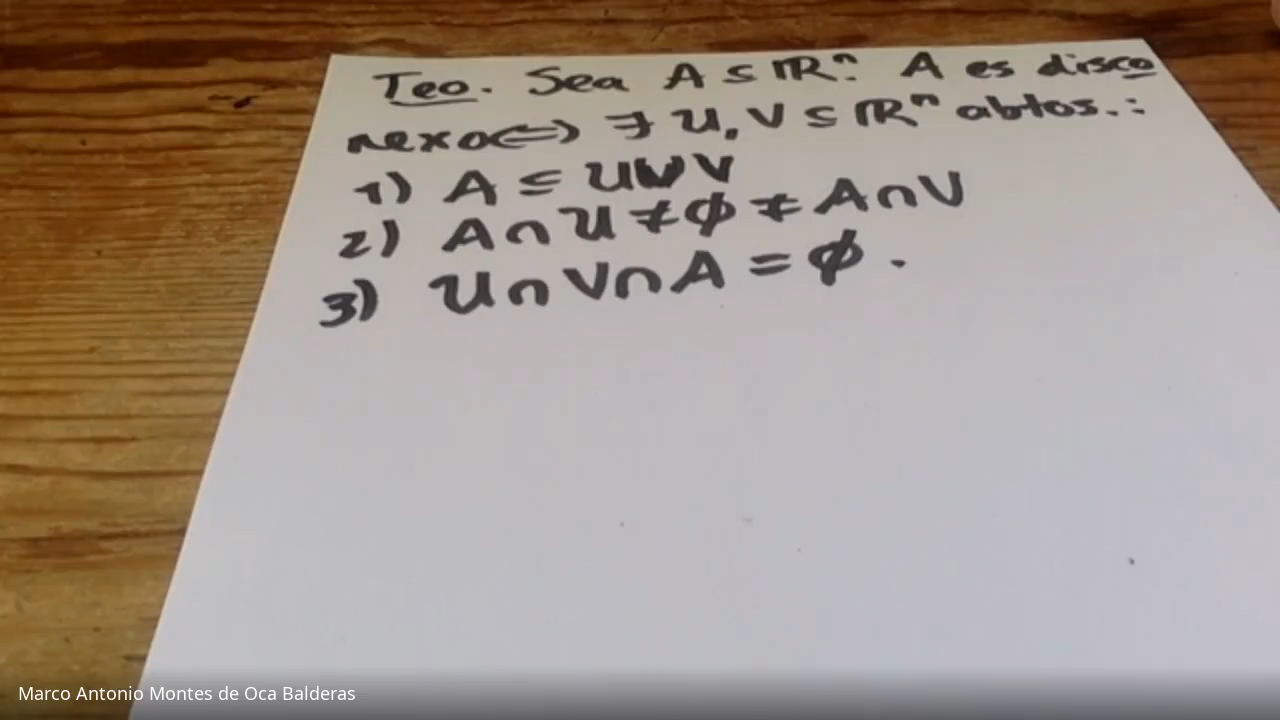 Teo. Sea A ⊆ ℝⁿ. A es disco
nexo ⟺ ∃ U, V ⊆ ℝⁿ abtos. :
1) A ⊆ U∪V
2) A∩U ≠ ∅ ≠ A∩V
3) U∩V∩A = ∅.
Marco Antonio Montes de Oca Balderas